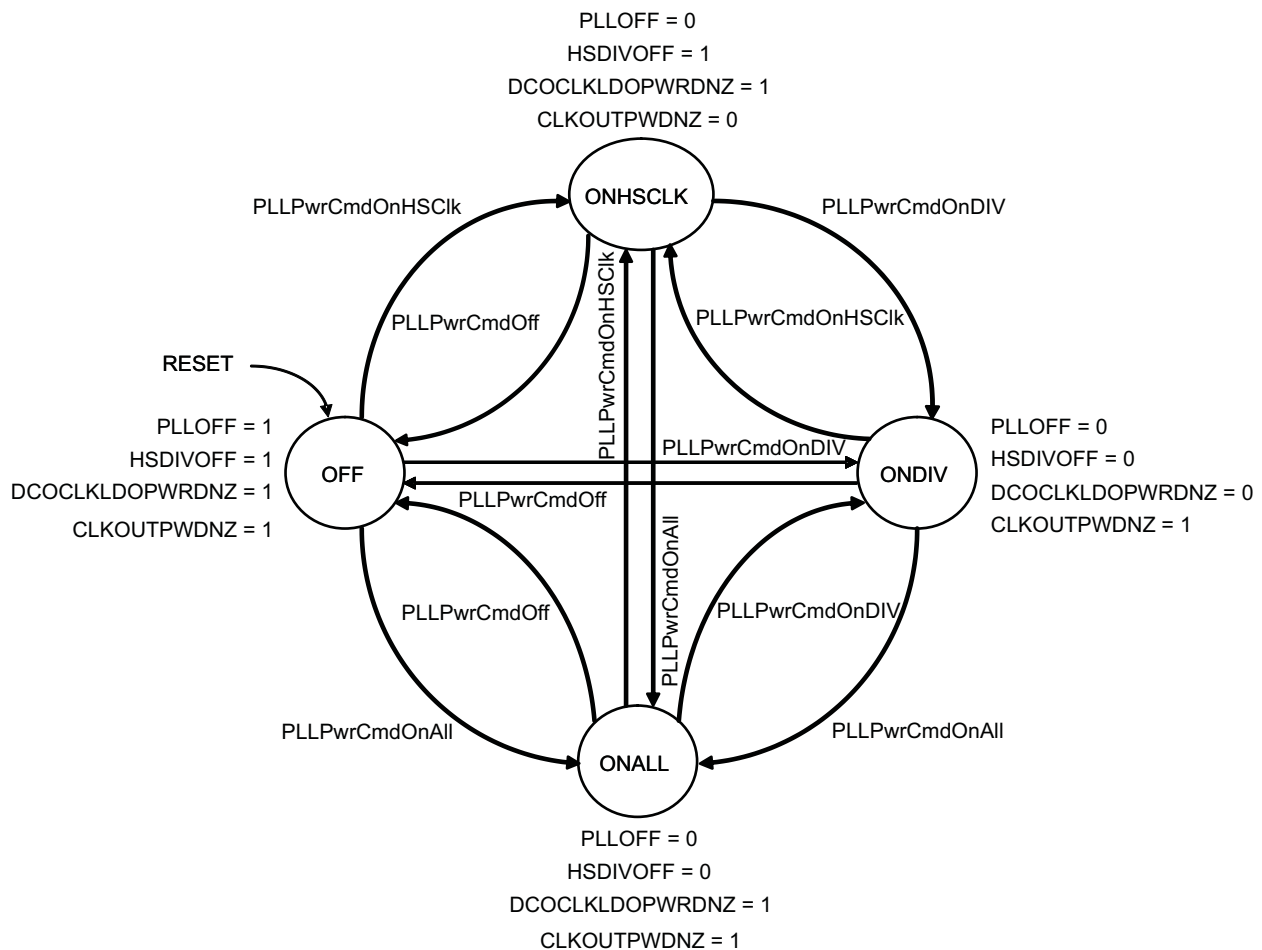 PLLOFF = 0
HSDIVOFF = 1
DCOCLKLDOPWRDNZ = 1
CLKOUTPWDNZ = 0
ONHSCLK
PLLPwrCmdOnHSClk
PLLPwrCmdOnDIV
PLLPwrCmdOnHSClk
PLLPwrCmdOff
PLLPwrCmdOnHSClk
RESET
PLLOFF = 1
HSDIVOFF = 1
DCOCLKLDOPWRDNZ = 1
CLKOUTPWDNZ = 1
OFF
PLLPwrCmdOnDIV
PLLPwrCmdOff
ONDIV
PLLOFF = 0
HSDIVOFF = 0
DCOCLKLDOPWRDNZ = 0
CLKOUTPWDNZ = 1
PLLPwrCmdOnAll
PLLPwrCmdOff
PLLPwrCmdOnDIV
PLLPwrCmdOnAll
PLLPwrCmdOnAll
ONALL
PLLOFF = 0
HSDIVOFF = 0
DCOCLKLDOPWRDNZ = 1
CLKOUTPWDNZ = 1